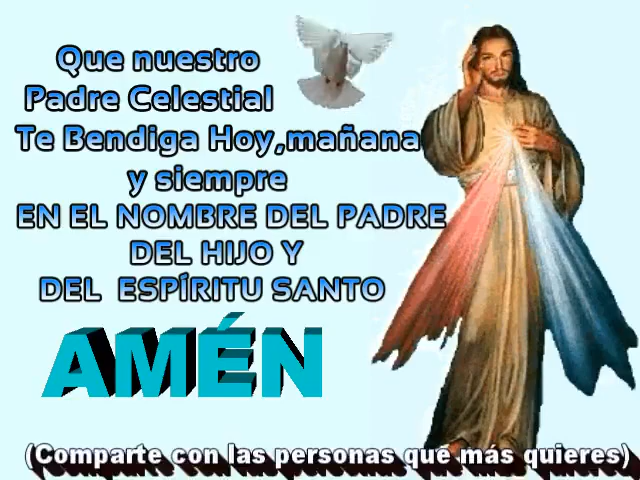 Que nuestro
Padre Celestial
Te Bendiga Hoy,mañana
y siempre
EN EL NOMBRE DEL PADRE
DEL HIJO Y
DEL ESPÍRITU SANTO
AMÉN
(Comparte con las personas que más quieres)